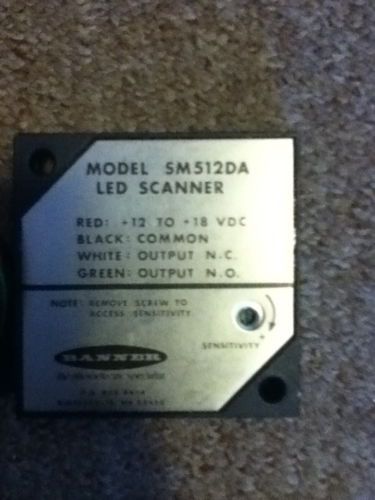 MODEL SM512DA
LED SCANNER
RED: +12 TO +18 VDC
BLACK: COMMON
WHITE: OUTPUT N.C.
GREEN: OUTPUT N.O.
NOTE: REMOVE SCREW TO
ACCESS SENSITIVITY
SENSITIVITY
BANNER
P.O. BOX